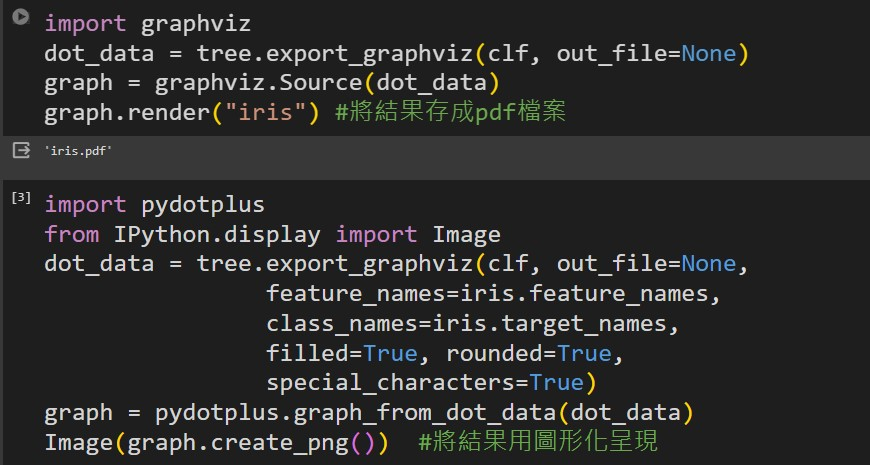 import graphviz
dot_data = tree.export_graphviz(clf, out_file=None)
graph = graphviz.Source(dot_data)
graph.render("iris") #將結果存成pdf檔案
'iris.pdf'
[3] import pydotplus
from IPython.display import Image
dot_data = tree.export_graphviz(clf, out_file=None,
feature_names=iris.feature_names,
class_names=iris.target_names,
filled=True, rounded=True,
special_characters=True)
graph = pydotplus.graph_from_dot_data(dot_data)
Image(graph.create_png()) #將結果用圖形化呈現